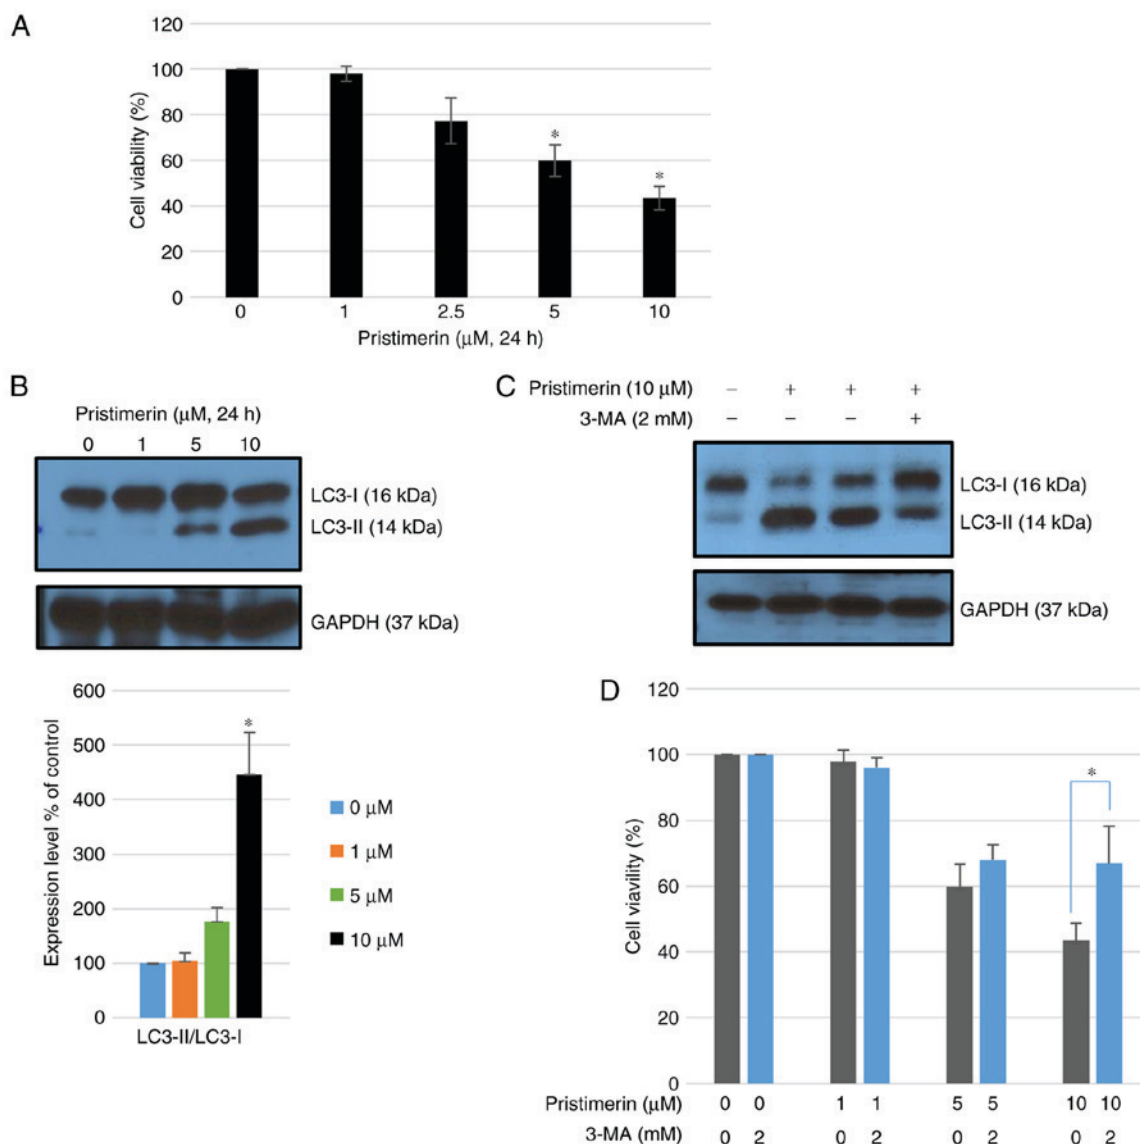 A
120
100
80
60
40
20
0
Cell viability (%)
*
*
0 1 2.5 5 10
Pristimerin (μM, 24 h)
B
Pristimerin (μM, 24 h)
0 1 5 10
LC3-I (16 kDa)
LC3-II (14 kDa)
GAPDH (37 kDa)
600
500
400
300
200
100
0
Expression level % of control
*
LC3-II/LC3-I
0 μM
1 μM
5 μM
10 μM
C
Pristimerin (10 μM) – + + +
3-MA (2 mM) – – – +
LC3-I (16 kDa)
LC3-II (14 kDa)
GAPDH (37 kDa)
D
120
100
80
60
40
20
0
Cell viavility (%)
*
Pristimerin (μM) 0 0 1 1 5 5 10 10
3-MA (mM) 0 2 0 2 0 2 0 2